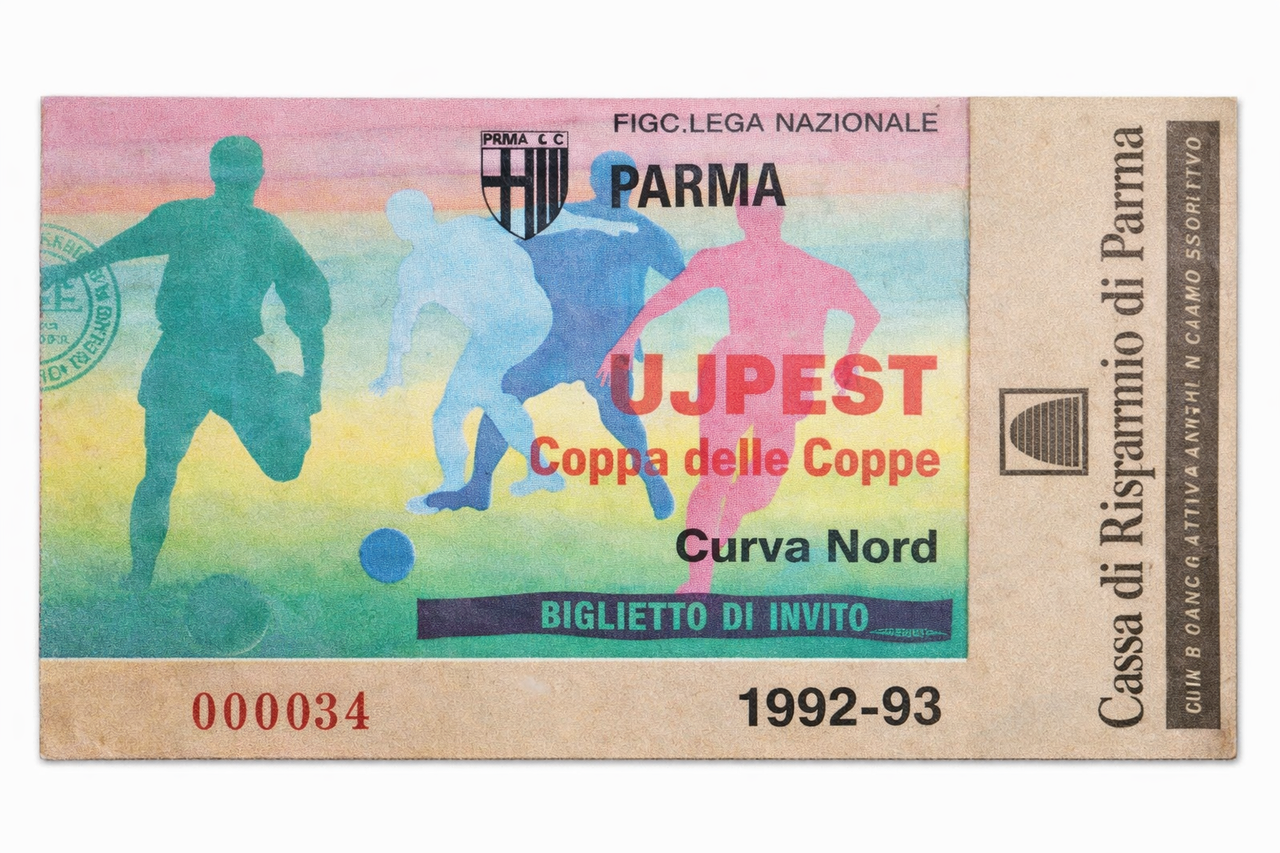 FIGC.LEGA NAZIONALE
PRMA C C
PARMA
UJPEST
Coppa delle Coppe
Curva Nord
BIGLIETTO DI INVITO
000034
1992-93
Cassa di Risparmio di Parma